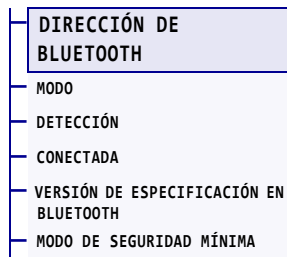 DIRECCIÓN DE
BLUETOOTH
MODO
DETECCIÓN
CONECTADA
VERSIÓN DE ESPECIFICACIÓN EN
BLUETOOTH
MODO DE SEGURIDAD MÍNIMA